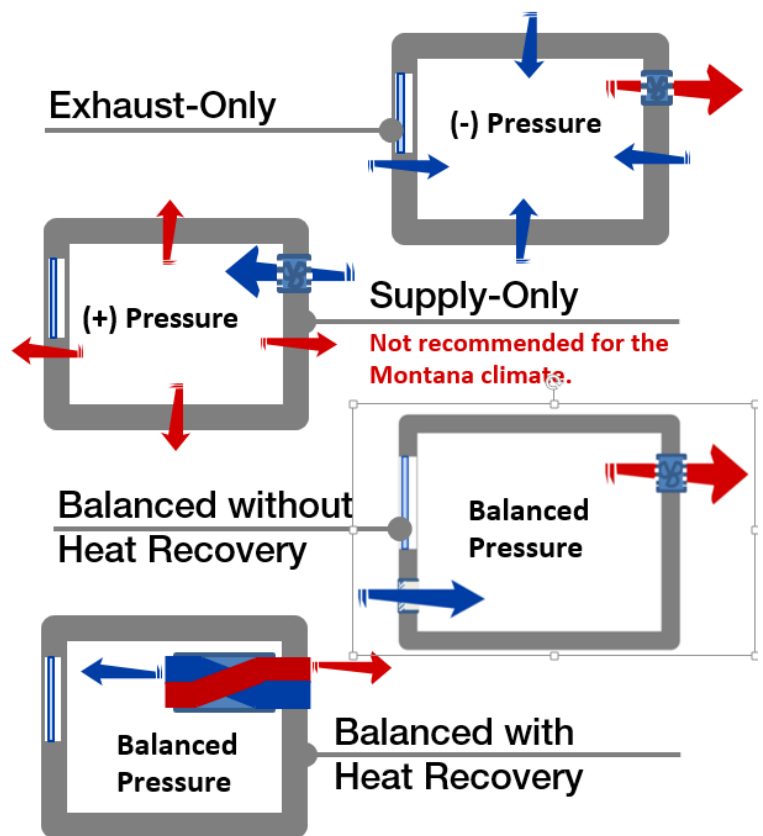 Exhaust-Only
(-) Pressure
(+) Pressure
Supply-Only
Not recommended for the
Montana climate.
Balanced without
Heat Recovery
Balanced
Pressure
Balanced
Pressure
Balanced with
Heat Recovery